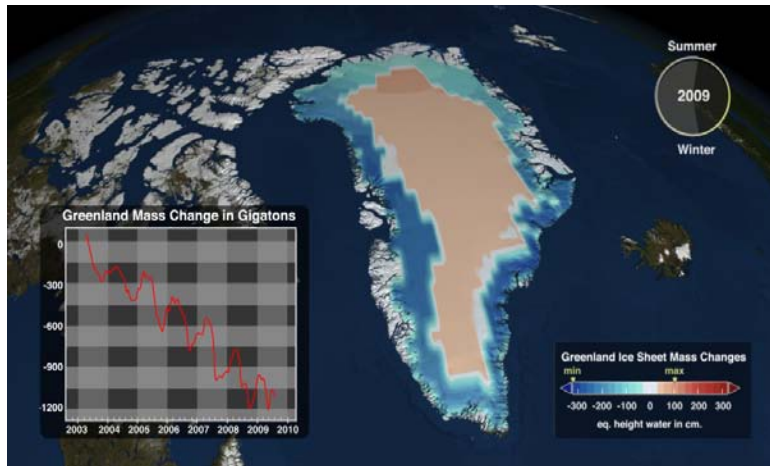 Summer
2009
Winter
Greenland Mass Change in Gigatons
0
-300
-600
-900
-1200
2003 2004 2005 2006 2007 2008 2009 2010
Greenland Ice Sheet Mass Changes
min max
-300 -200 -100 0 100 200 300
eq. height water in cm.